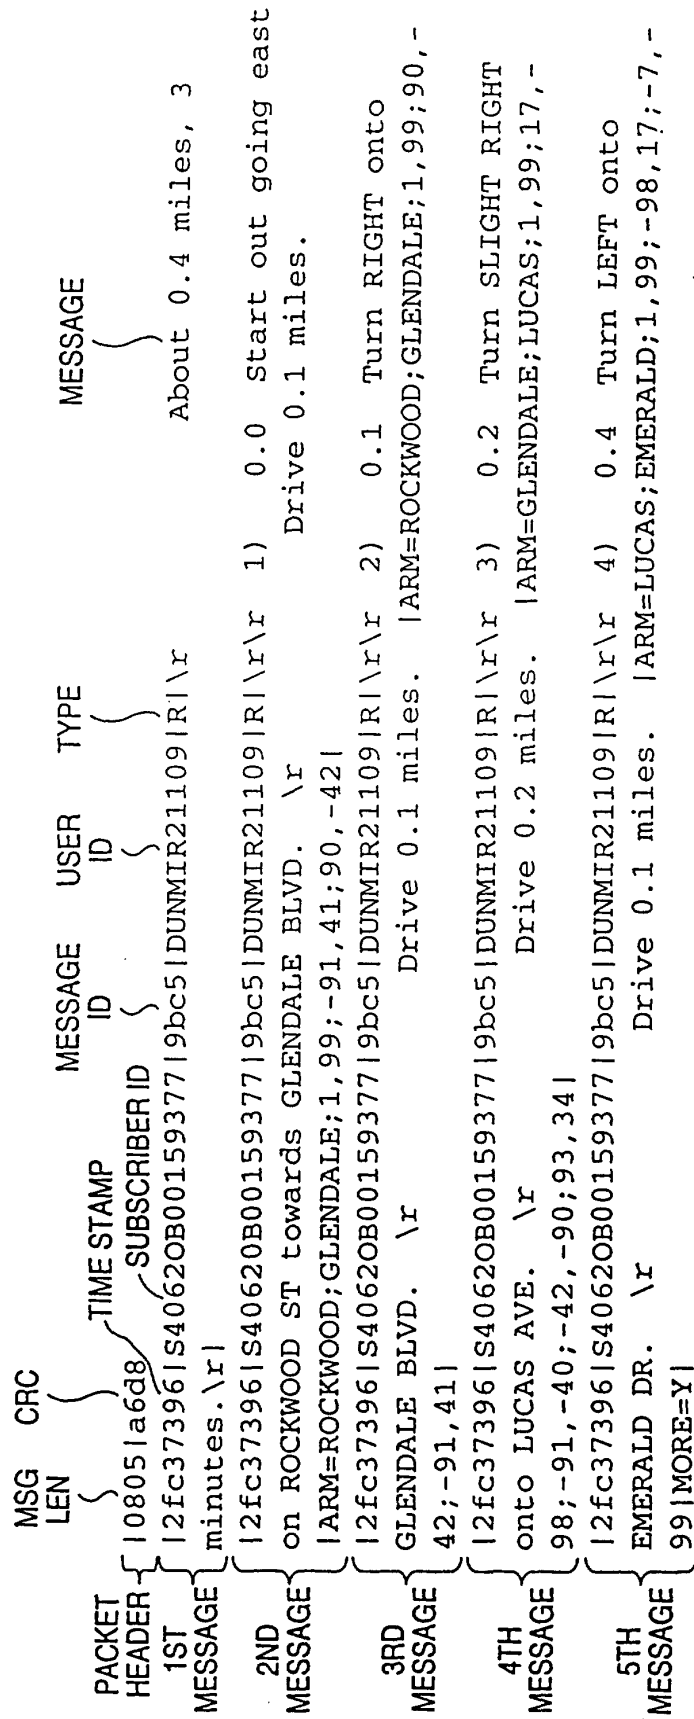 MSG LEN
CRC
TIME STAMP
SUBSCRIBER ID
MESSAGE ID
USER ID
TYPE
MESSAGE
PACKET HEADER
|0805|a6d8
1ST MESSAGE
|2fc37396|S4062OB00159377|9bc5|DUNMIR21109|R|\r About 0.4 miles, 3
minutes.\r|
2ND MESSAGE
|2fc37396|S4062OB00159377|9bc5|DUNMIR21109|R|\r\r 1) 0.0 Start out going east
on ROCKWOOD ST towards GLENDALE BLVD. \r Drive 0.1 miles.
|ARM=ROCKWOOD;GLENDALE;1,99;-91,41;90,-42|
3RD MESSAGE
|2fc37396|S4062OB00159377|9bc5|DUNMIR21109|R|\r\r 2) 0.1 Turn RIGHT onto
GLENDALE BLVD. \r Drive 0.1 miles. |ARM=ROCKWOOD;GLENDALE;1,99;90,-
42;-91,41|
4TH MESSAGE
|2fc37396|S4062OB00159377|9bc5|DUNMIR21109|R|\r\r 3) 0.2 Turn SLIGHT RIGHT
onto LUCAS AVE. \r Drive 0.2 miles. |ARM=GLENDALE;LUCAS;1,99;17,-
98;-91,-40;-42,-90;93,34|
5TH MESSAGE
|2fc37396|S4062OB00159377|9bc5|DUNMIR21109|R|\r\r 4) 0.4 Turn LEFT onto
EMERALD DR. \r Drive 0.1 miles. |ARM=LUCAS;EMERALD;1,99;-98,17;-7,-
99|MORE=Y|